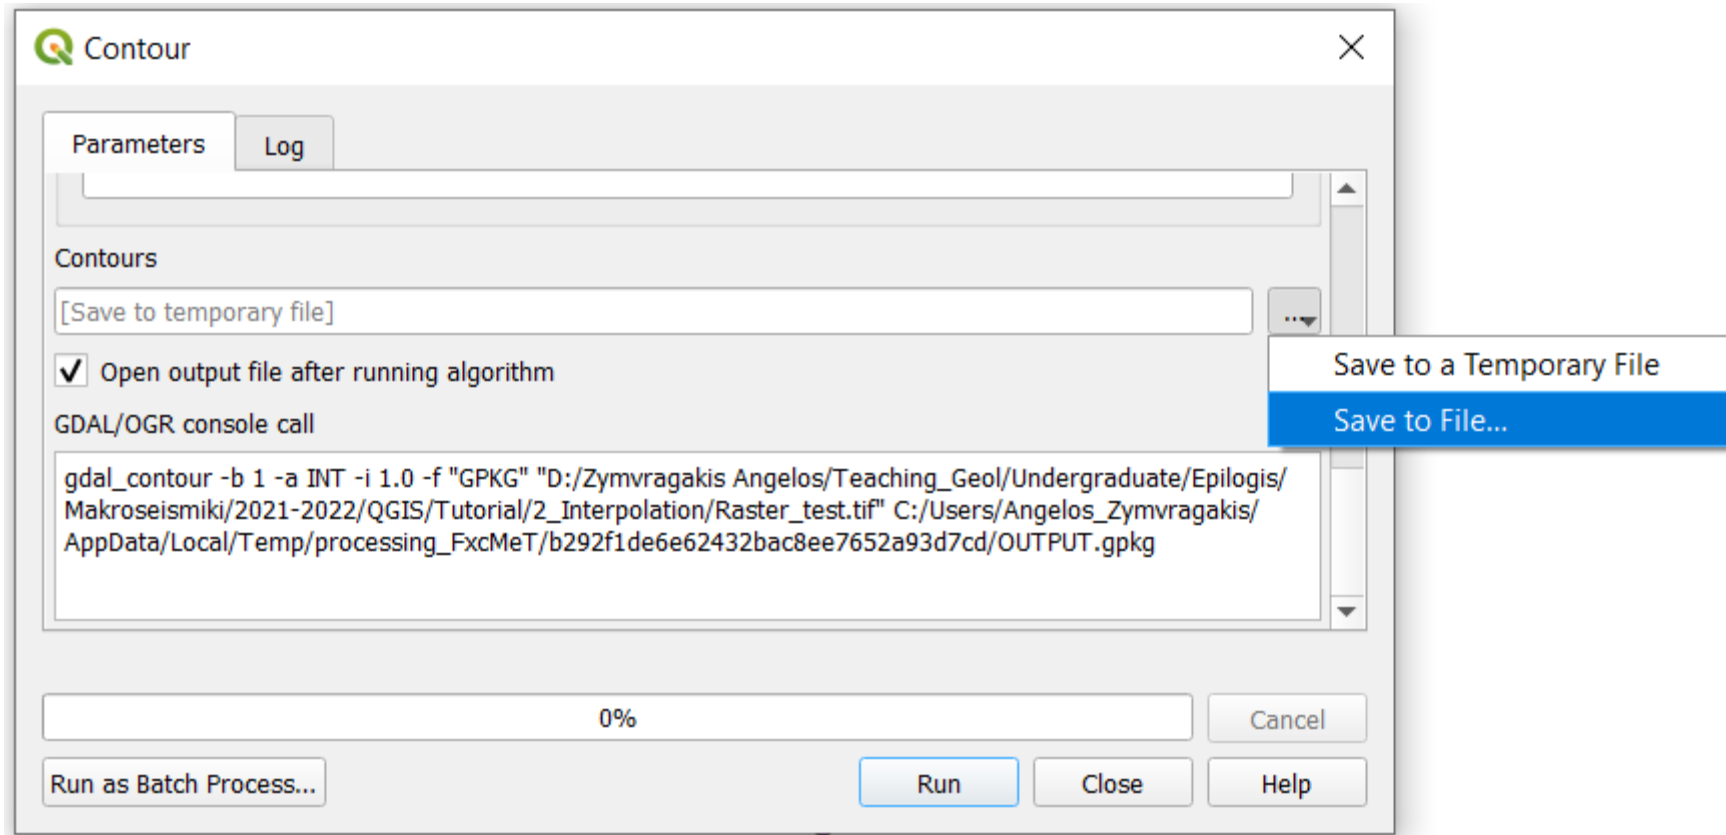 Contour
Parameters
Log
Contours
[Save to temporary file]
...
Save to a Temporary File
Open output file after running algorithm
Save to File...
GDAL/OGR console call
gdal_contour -b 1 -a INT -i 1.0 -f "GPKG" "D:/Zymvragakis Angelos/Teaching_Geol/Undergraduate/Epilogis/
Makroseismiki/2021-2022/QGIS/Tutorial/2_Interpolation/Raster_test.tif" C:/Users/Angelos_Zymvragakis/
AppData/Local/Temp/processing_FxcMeT/b292f1de6e62432bac8ee7652a93d7cd/OUTPUT.gpkg
0%
Cancel
Run as Batch Process...
Run
Close
Help